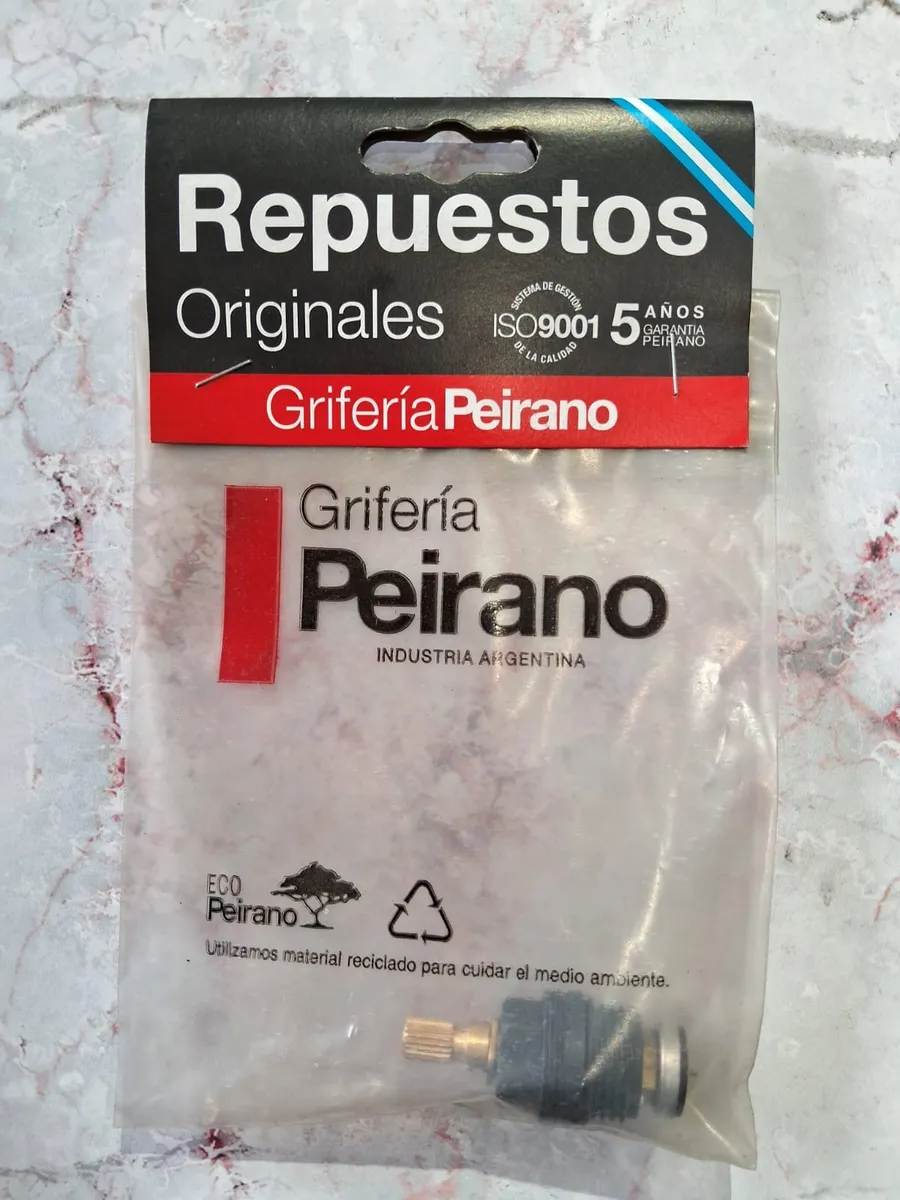 Repuestos
Originales
SISTEMA DE GESTIÓN
ISO9001
DE LA CALIDAD
5 AÑOS
GARANTIA
PEIRANO
GriferíaPeirano
Grifería
Peirano
INDUSTRIA ARGENTINA
ECO
Peirano
Utilizamos material reciclado para cuidar el medio ambiente.